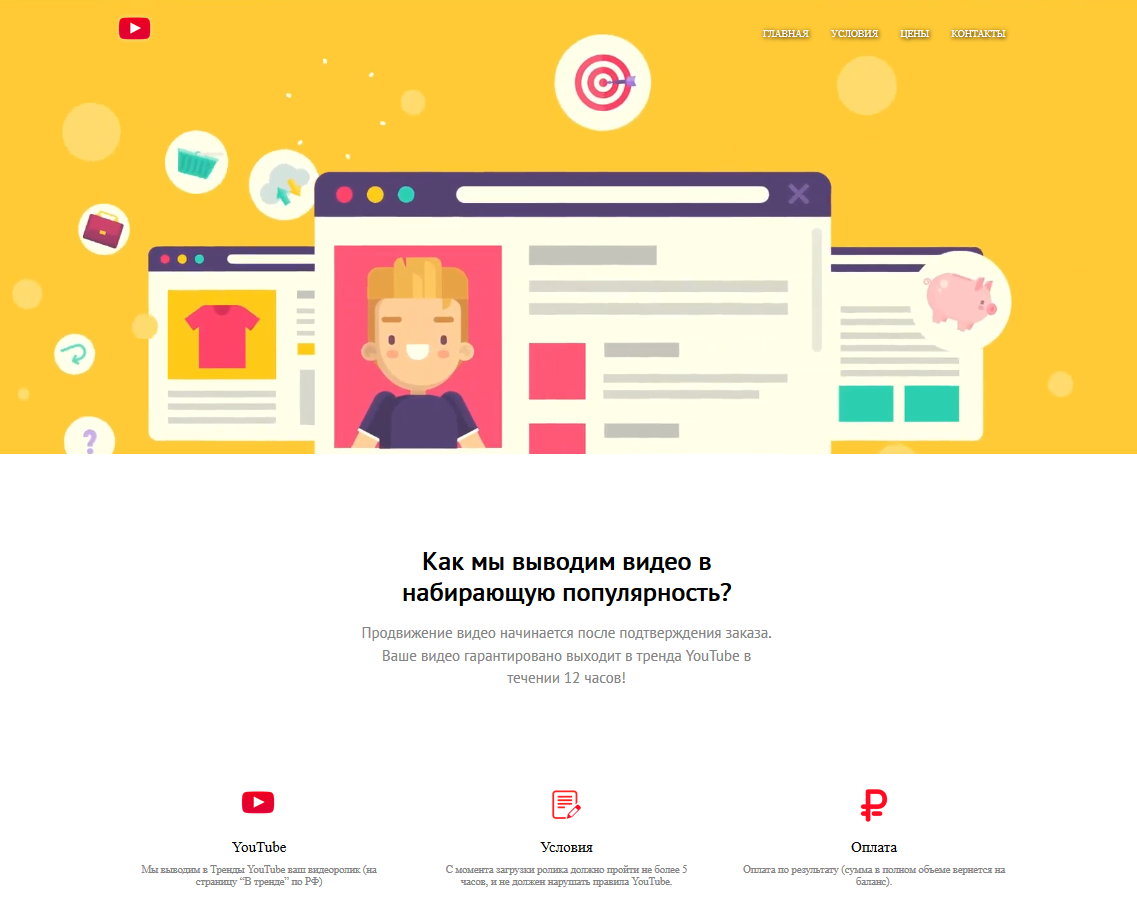 ГЛАВНАЯ УСЛОВИЯ ЦЕНЫ КОНТАКТЫ
?
Как мы выводим видео в
набирающую популярность?
Продвижение видео начинается после подтверждения заказа.
Ваше видео гарантировано выходит в тренда YouTube в
течении 12 часов!
YouTube
Мы выводим в Тренды YouTube ваш видеоролик (на
страницу “В тренде” по РФ)
Условия
С момента загрузки ролика должно пройти не более 5
часов, и не должен нарушать правила YouTube.
Оплата
Оплата по результату (сумма в полном объеме вернется на
баланс).